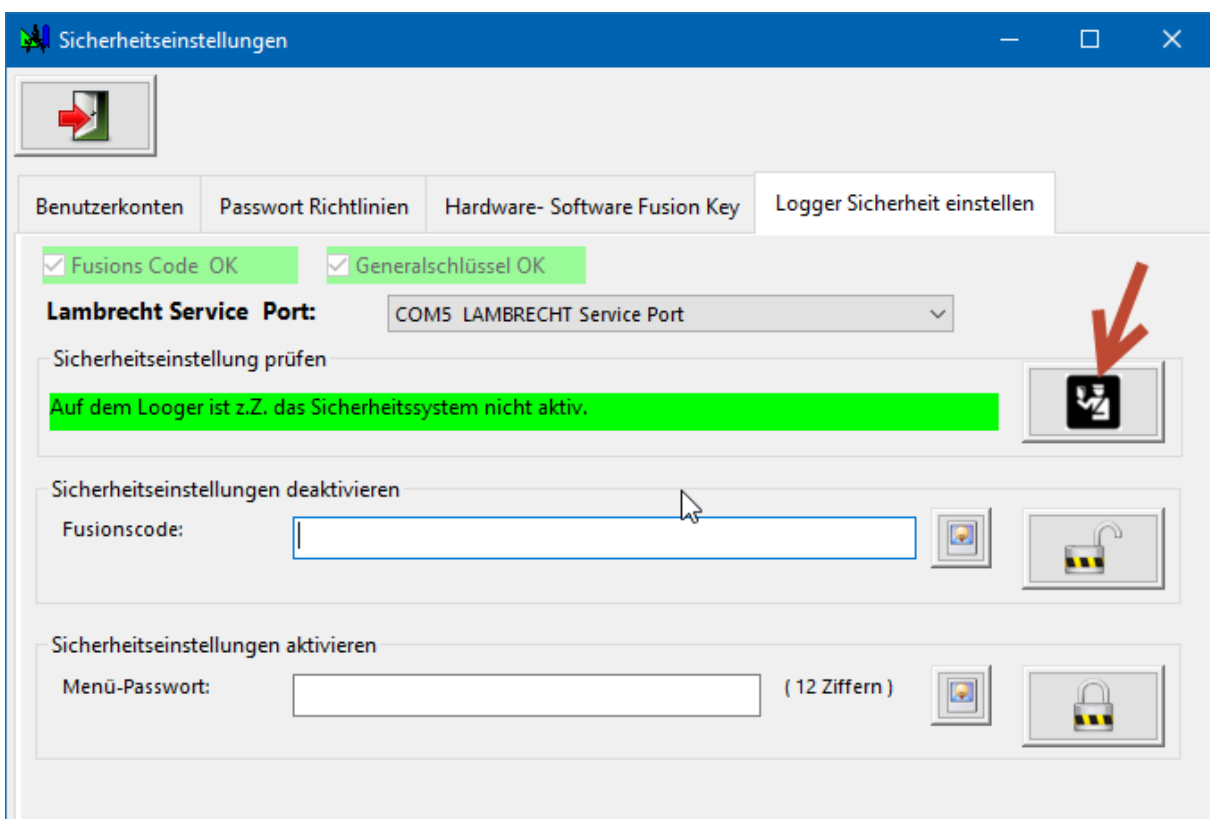 Sicherheitseinstellungen
Benutzerkonten Passwort Richtlinien Hardware- Software Fusion Key Logger Sicherheit einstellen
Fusions Code OK Generalschlüssel OK
Lambrecht Service Port: COM5 LAMBRECHT Service Port
Sicherheitseinstellung prüfen
Auf dem Looger ist z.Z. das Sicherheitssystem nicht aktiv.
Sicherheitseinstellungen deaktivieren
Fusionscode:
Sicherheitseinstellungen aktivieren
Menü-Passwort: ( 12 Ziffern )